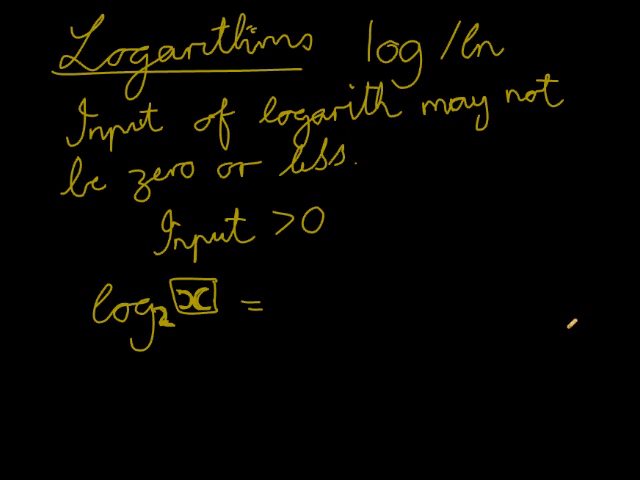 Logarithms log/ln
Input of logarith may not
be zero or less.
Input >0
log₂ x =